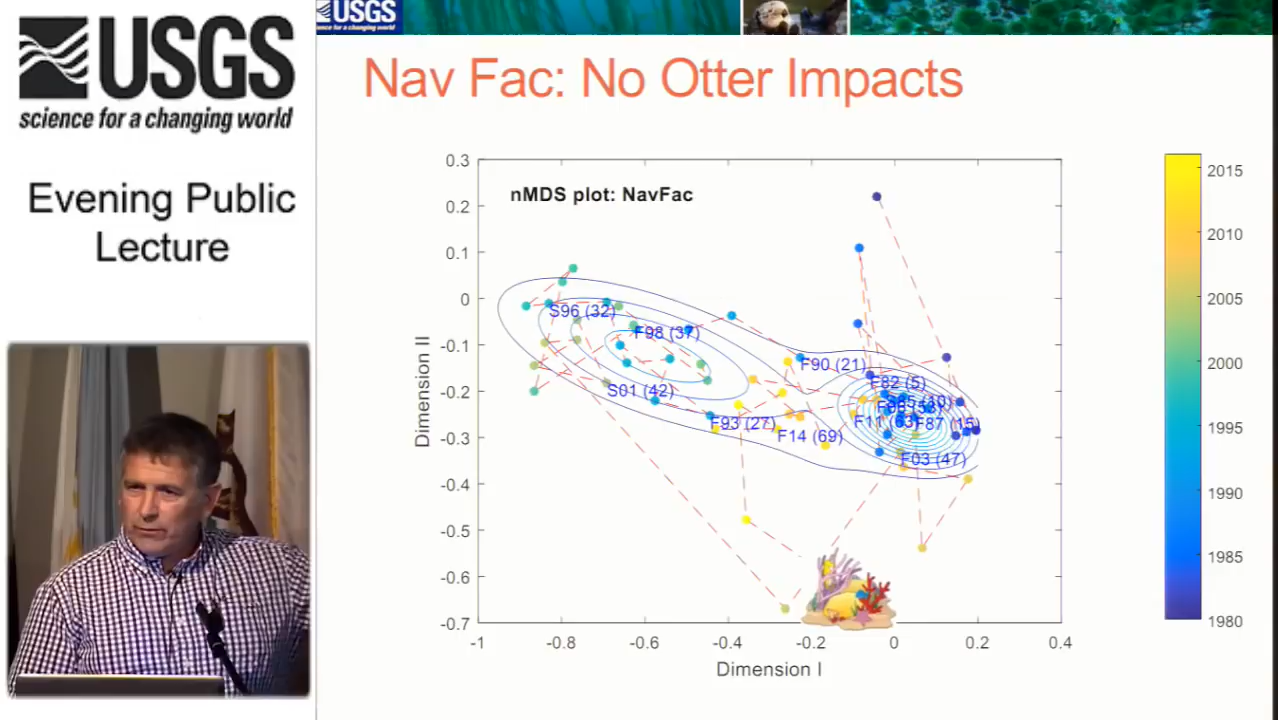 USGS
science for a changing world
Evening Public
Lecture
USGS
science for a changing world
Nav Fac: No Otter Impacts
nMDS plot: NavFac
0.3
0.2
0.1
0
-0.1
-0.2
-0.3
-0.4
-0.5
-0.6
-0.7
Dimension II
-1
-0.8
-0.6
-0.4
-0.2
0
0.2
0.4
Dimension I
S96 (32)
F98 (37)
S01 (42)
F90 (21)
F82 (5)
F93 (27)
F14 (69)
F11 (63)
F87 (15)
F03 (47)
2015
2010
2005
2000
1995
1990
1985
1980